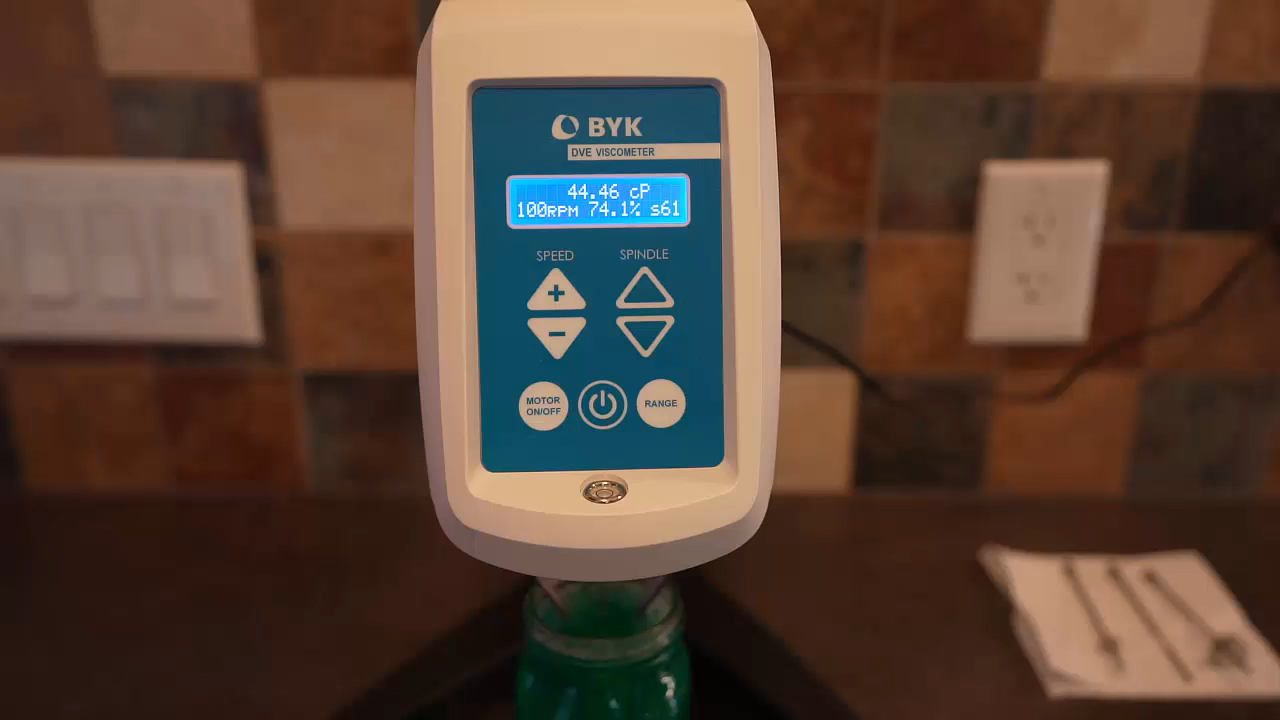 BYK
DVE VISCOMETER
44.46 cP
100RPM 74.1% s61
SPEED SPINDLE
+
−
MOTOR
ON/OFF
RANGE